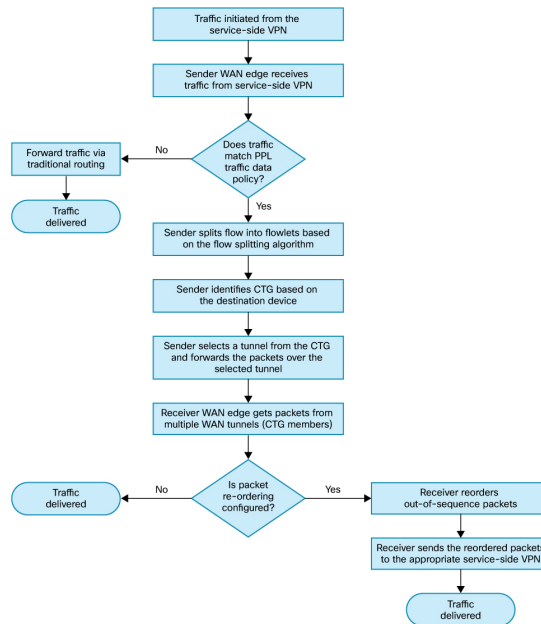 Traffic initiated from the
service-side VPN
Sender WAN edge receives
traffic from service-side VPN
Does traffic
match PPL
traffic data
policy?
No
Forward traffic via
traditional routing
Traffic
delivered
Yes
Sender splits flow into flowlets based
on the flow splitting algorithm
Sender identifies CTG based on
the destination device
Sender selects a tunnel from the CTG
and forwards the packets over the
selected tunnel
Receiver WAN edge gets packets from
multiple WAN tunnels (CTG members)
Is packet
re-ordering
configured?
No
Traffic
delivered
Yes
Receiver reorders
out-of-sequence packets
Receiver sends the reordered packets
to the appropriate service-side VPN
Traffic
delivered